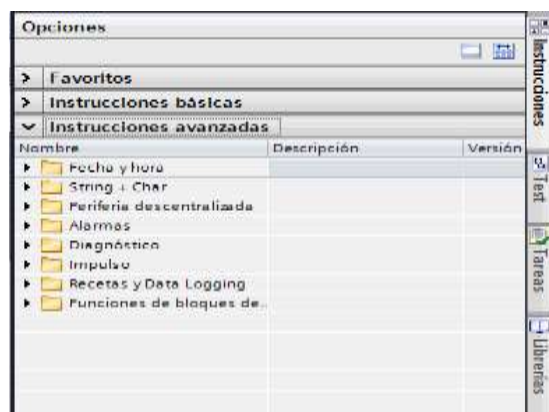 Opciones
Favoritos
Instrucciones básicas
Instrucciones avanzadas
Nombre Descripción Versión
Fecha y hora
String + Char
Periferia descentralizada
Alarmas
Diagnóstico
Impulso
Recetas y Data Logging
Funciones de bloques de..
Instrucciones
Test
Tareas
Librerías